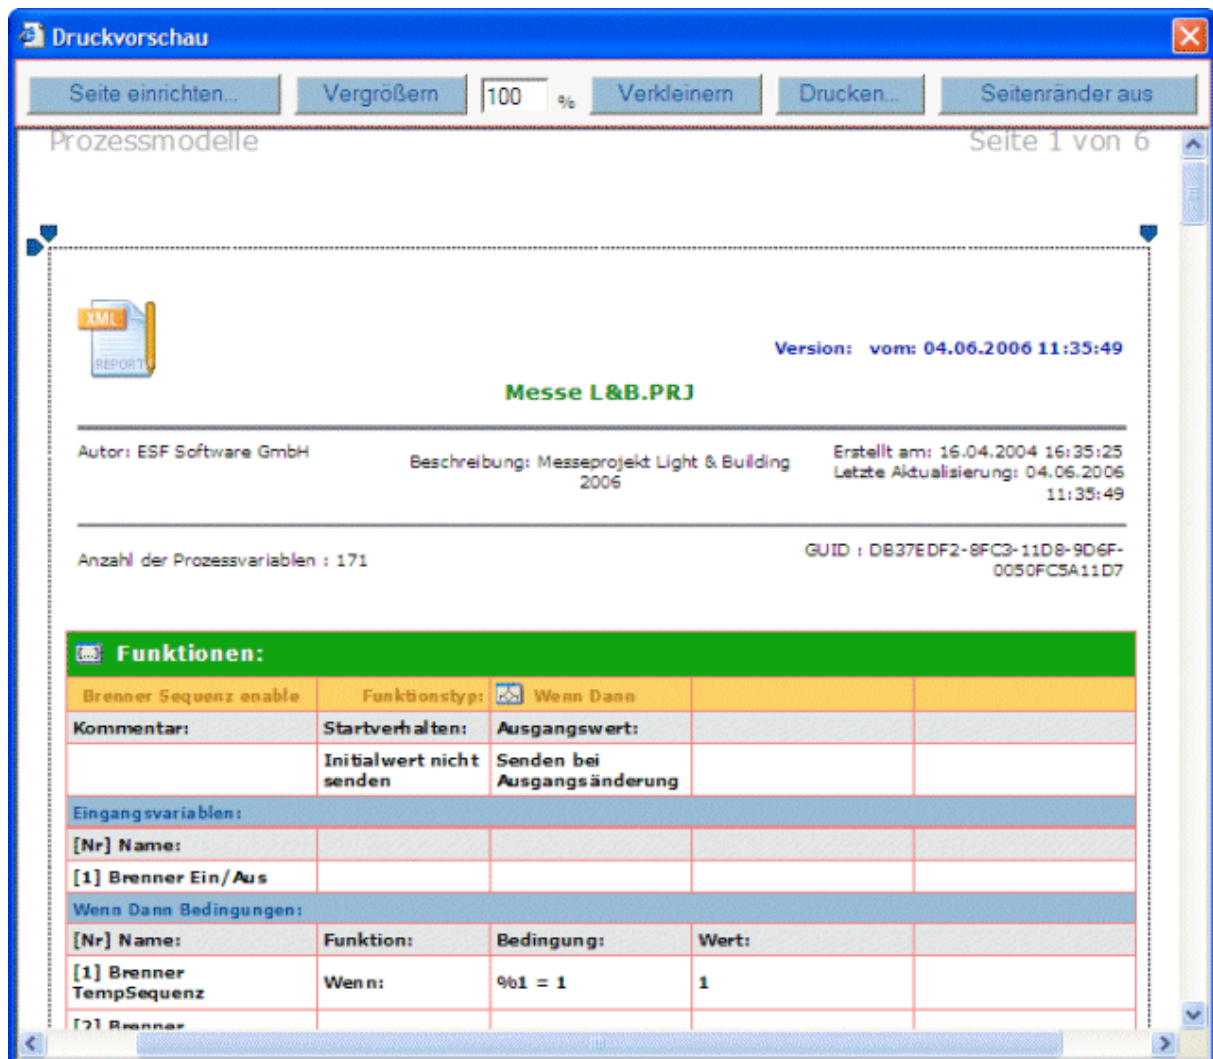 Druckvorschau
Seite einrichten... Vergrößern 100 % Verkleinern Drucken... Seitenränder aus
Prozessmodelle Seite 1 von 6
XML
REPORT
Version: vom: 04.06.2006 11:35:49
Messe L&B.PRJ
Autor: ESF Software GmbH
Beschreibung: Messeprojekt Light & Building
2006
Erstellt am: 16.04.2004 16:35:25
Letzte Aktualisierung: 04.06.2006
11:35:49
Anzahl der Prozessvariablen : 171
GUID : DB37EDF2-8FC3-11D8-9D6F-
0050FC5A11D7
Funktionen:
Brenner Sequenz enable Funktionstyp: Wenn Dann
Kommentar: Startverhalten: Ausgangswert:
Initialwert nicht
senden
Senden bei
Ausgangsänderung
Eingangsvariablen:
[Nr] Name:
[1] Brenner Ein/Aus
Wenn Dann Bedingungen:
[Nr] Name: Funktion: Bedingung: Wert:
[1] Brenner
TempSequenz
Wenn: %1 = 1 1
[2] Brenner